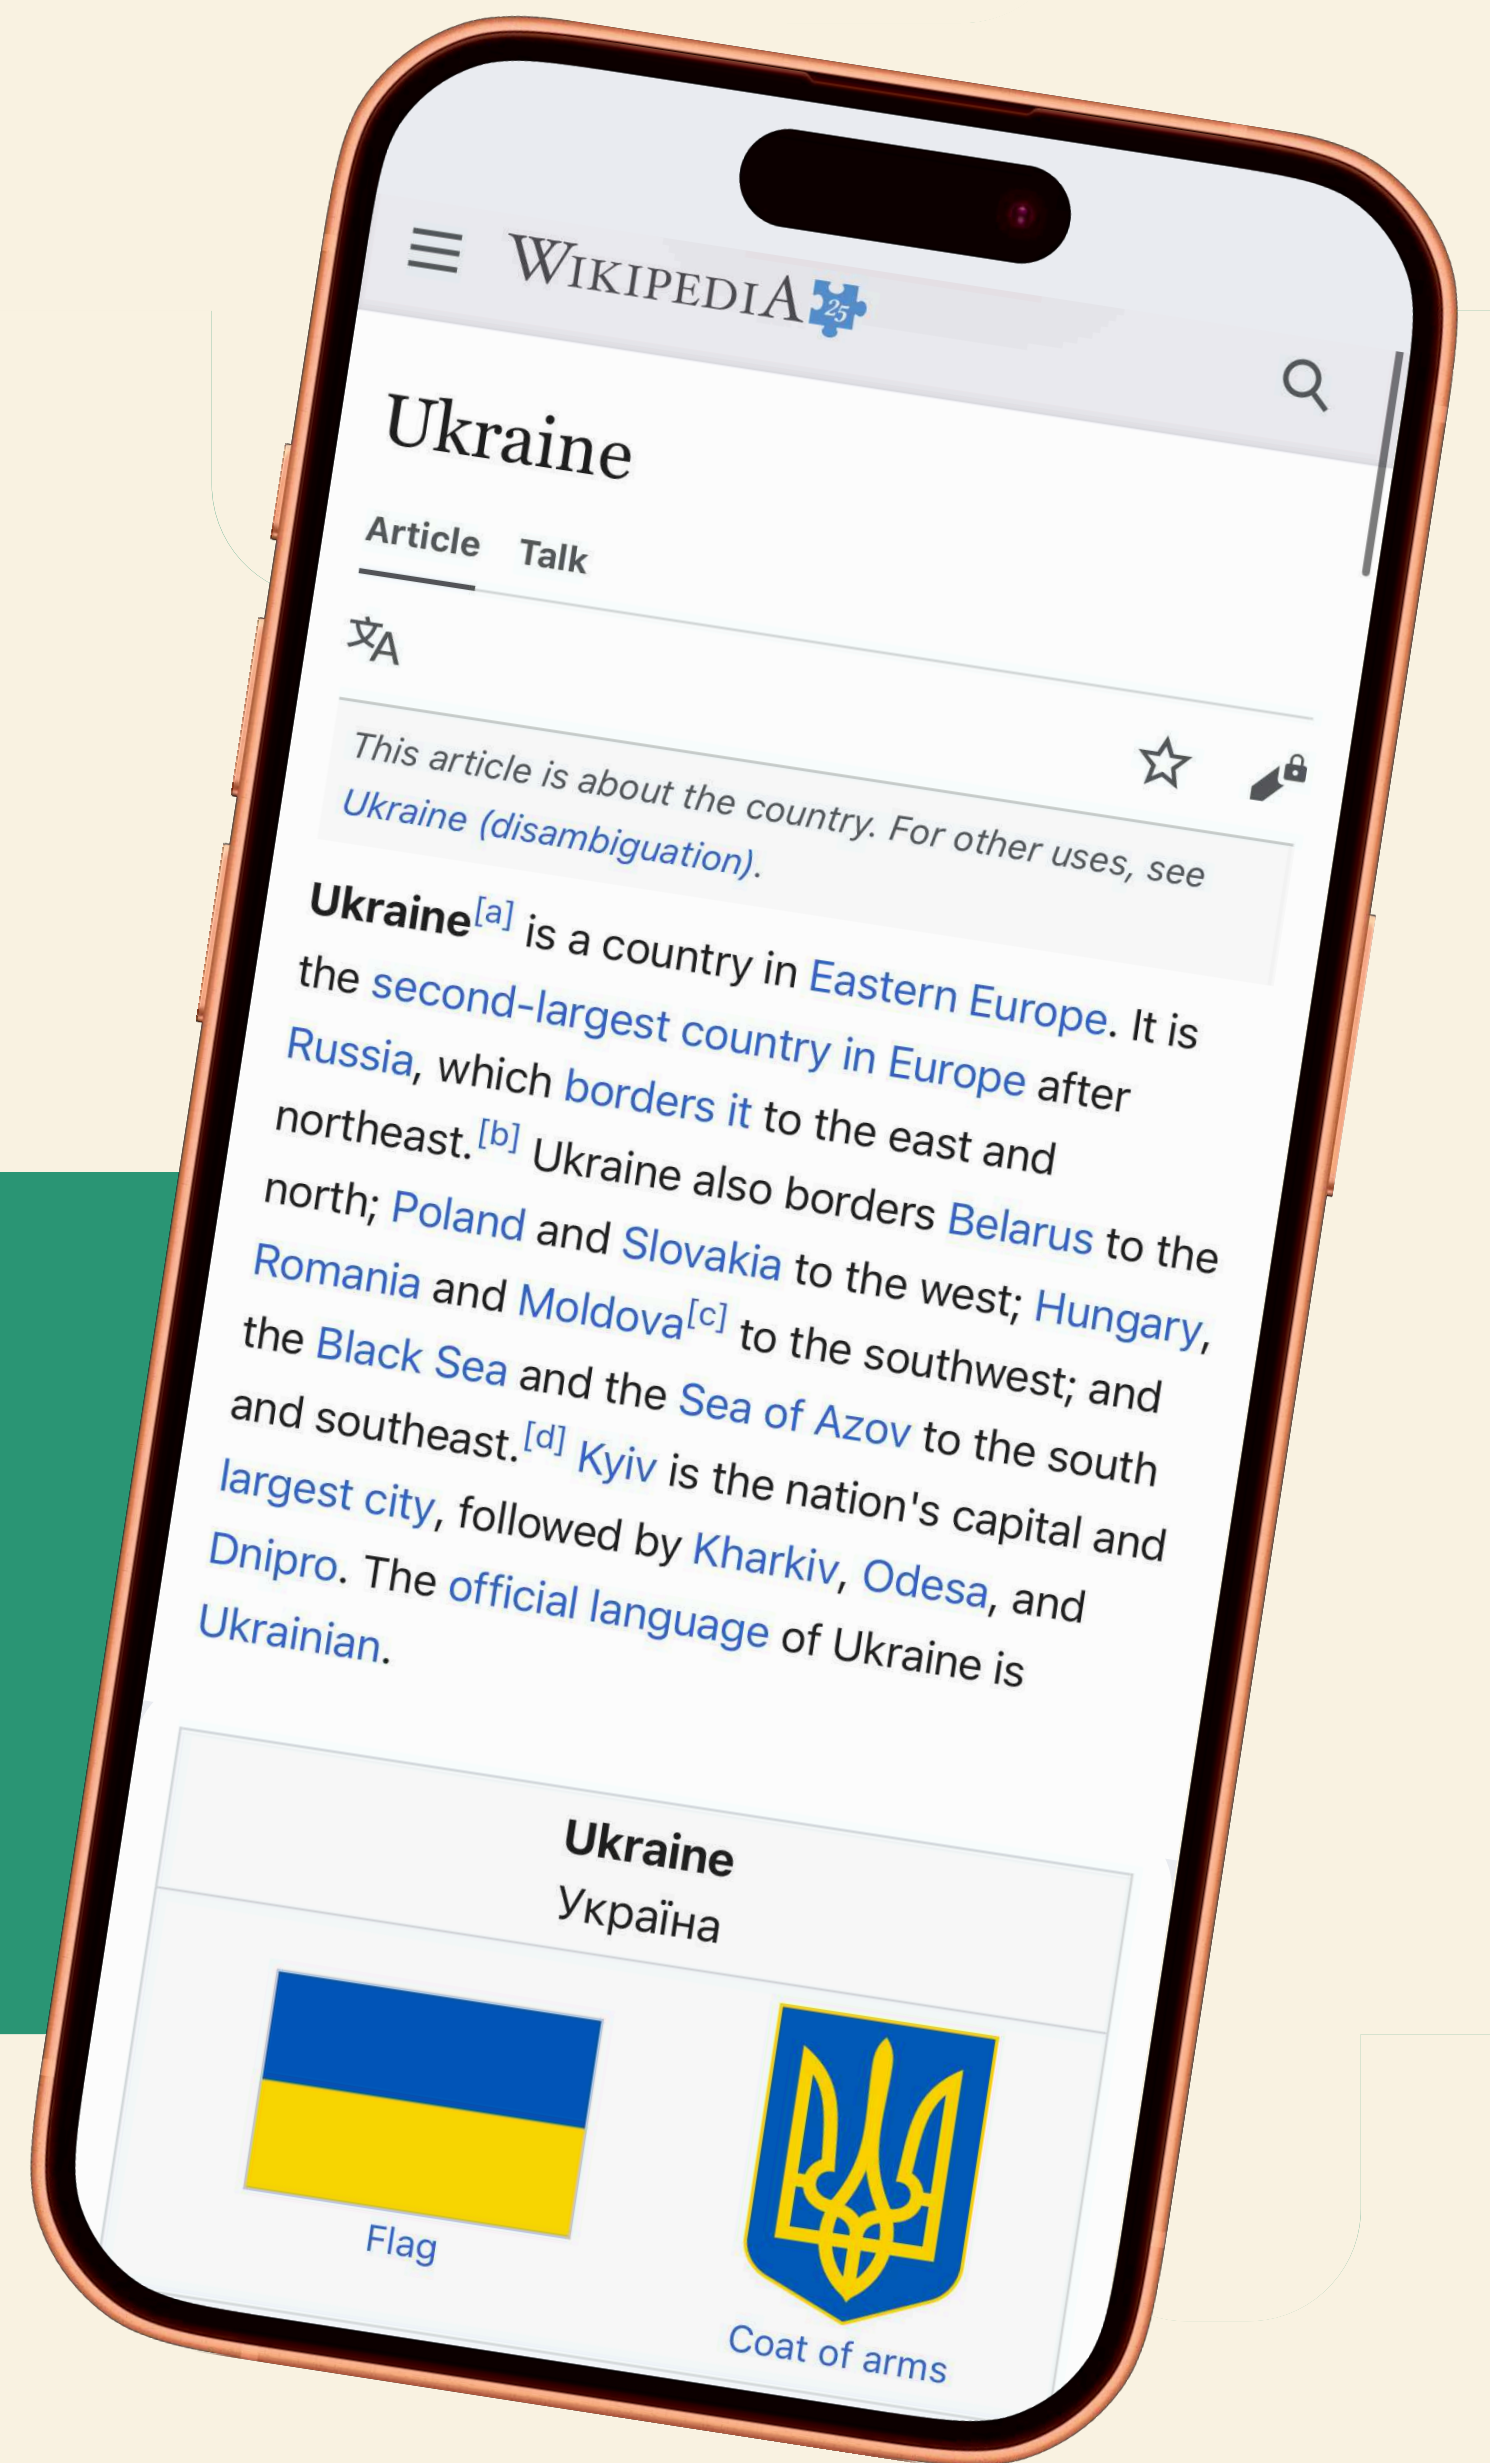 WIKIPEDIA 25
Ukraine
Article Talk
文A
This article is about the country. For other uses, see
Ukraine (disambiguation).
Ukraine[a] is a country in Eastern Europe. It is
the second-largest country in Europe after
Russia, which borders it to the east and
northeast.[b] Ukraine also borders Belarus to the
north; Poland and Slovakia to the west; Hungary,
Romania and Moldova[c] to the southwest; and
the Black Sea and the Sea of Azov to the south
and southeast.[d] Kyiv is the nation's capital and
largest city, followed by Kharkiv, Odesa, and
Dnipro. The official language of Ukraine is
Ukrainian.
Ukraine
Україна
Flag
Coat of arms